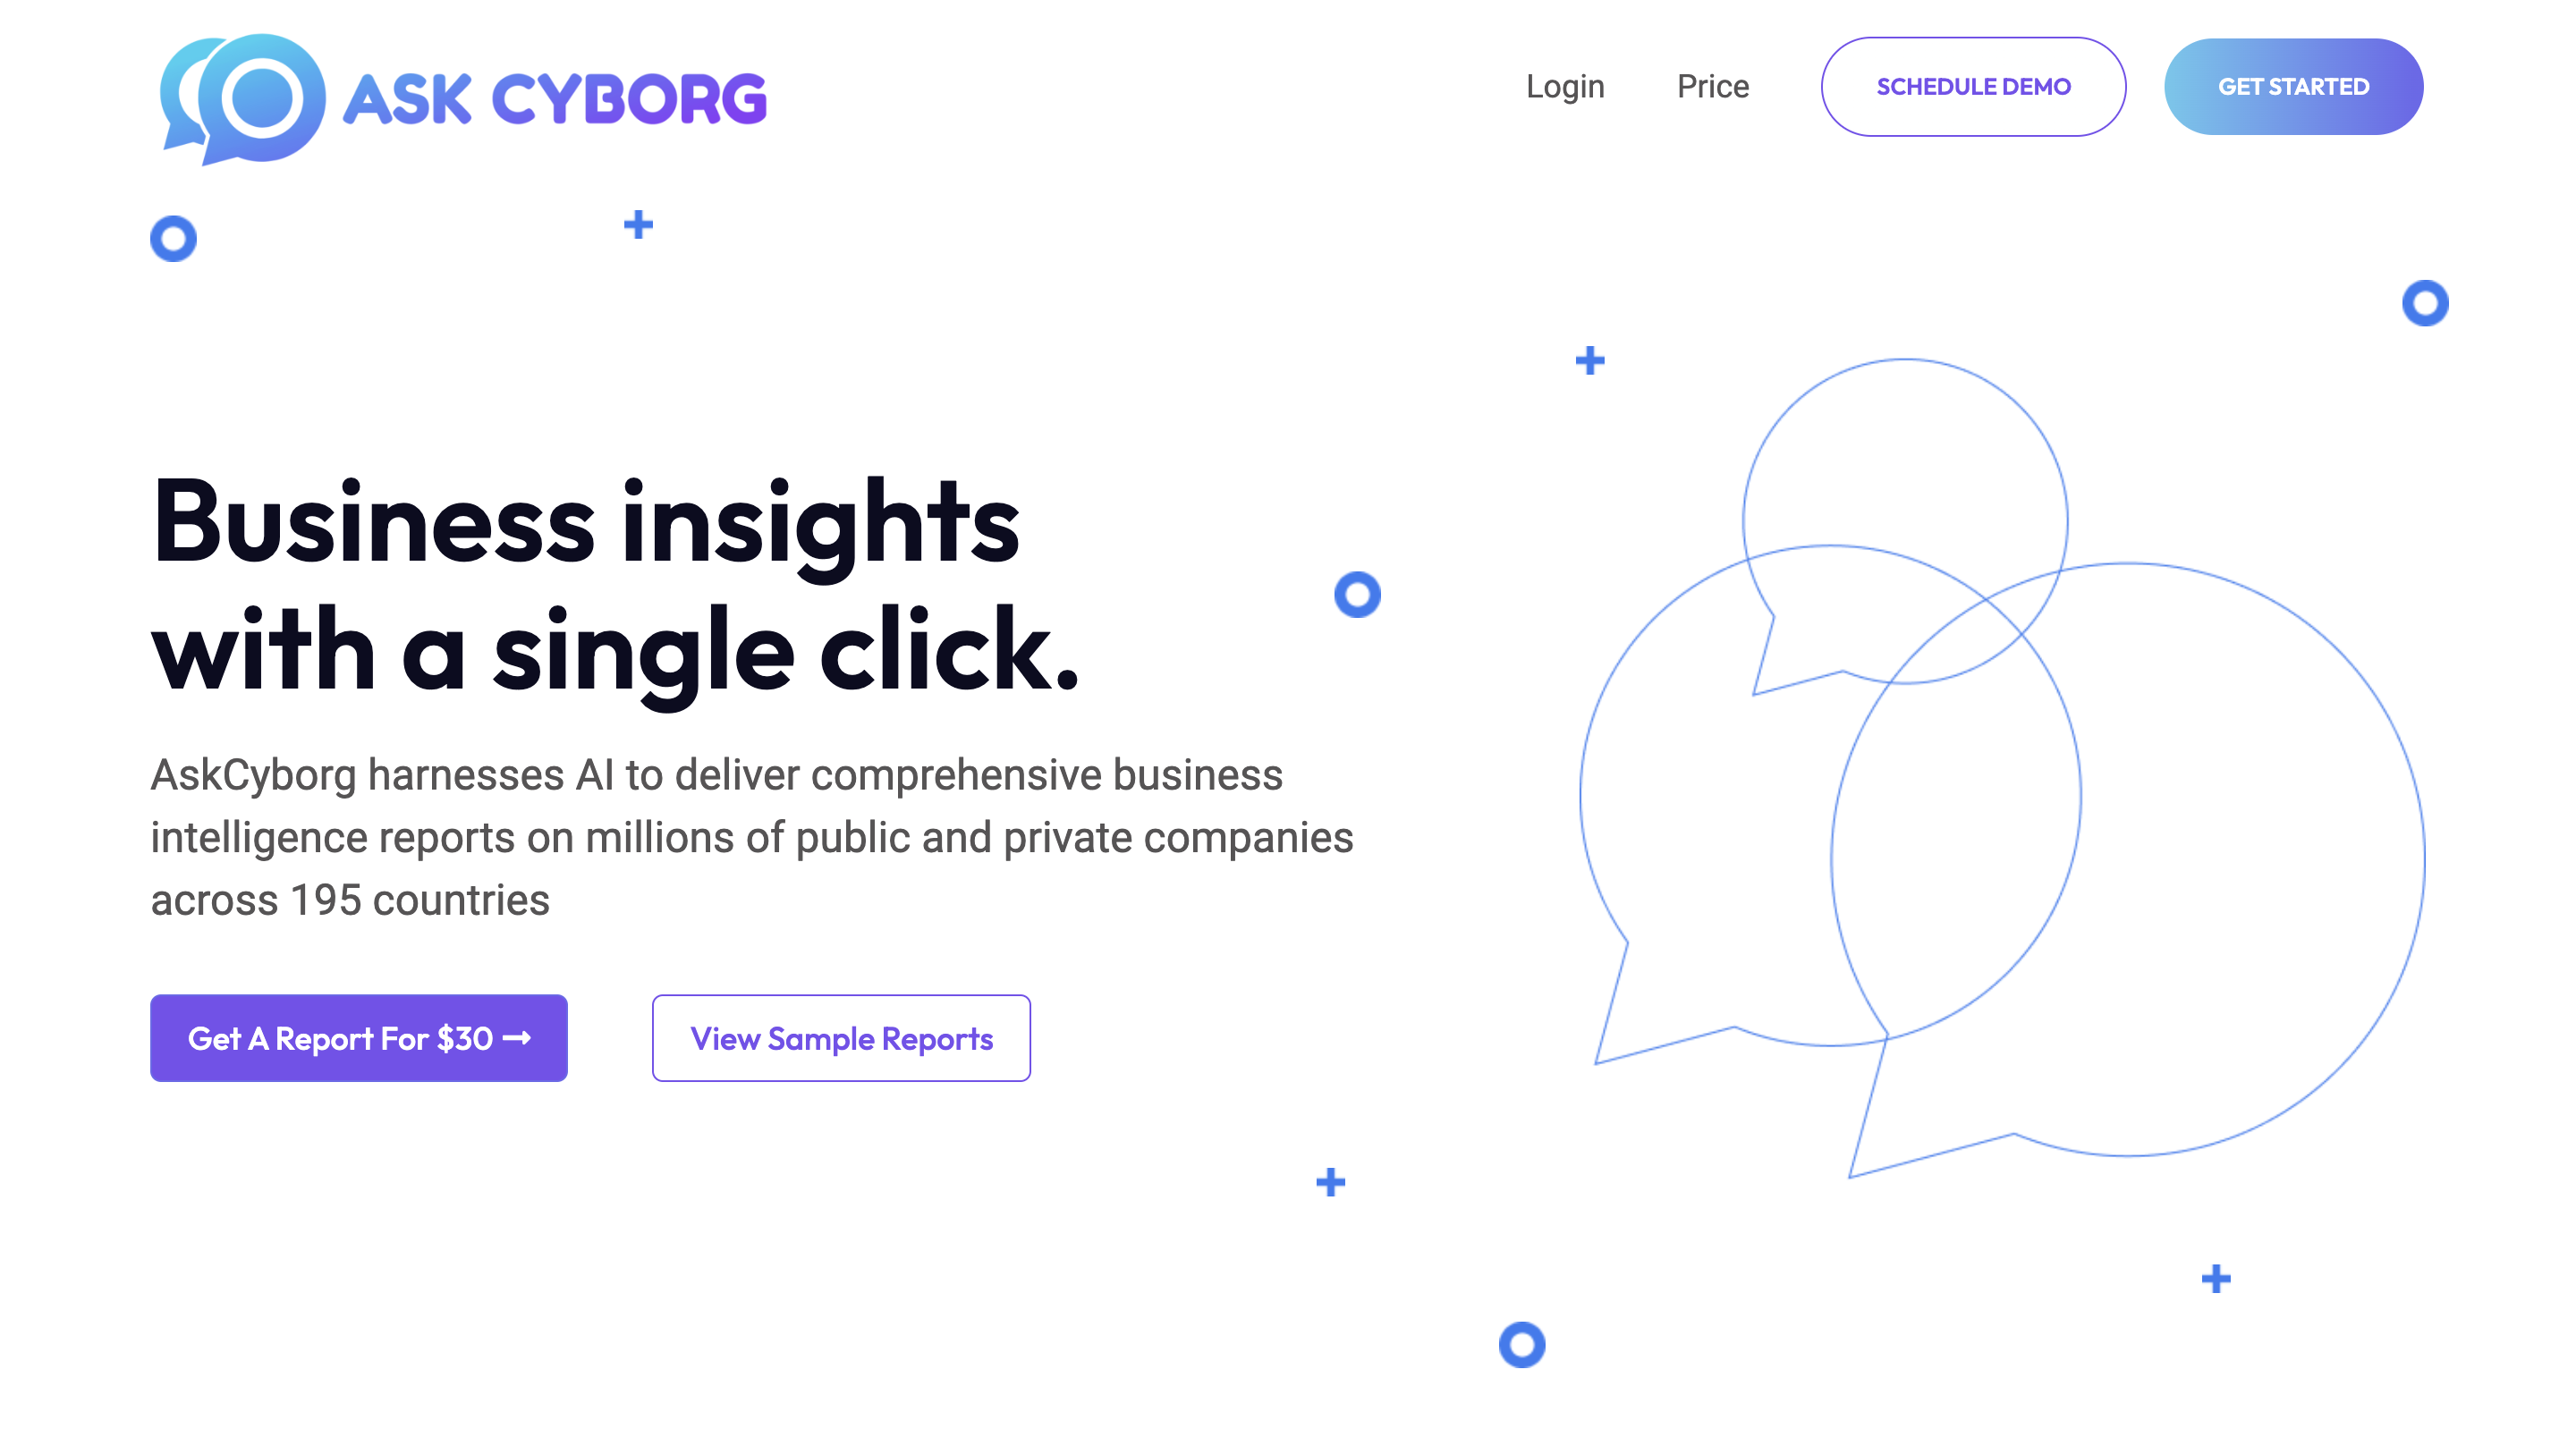 ASK CYBORG
Login
Price
SCHEDULE DEMO
GET STARTED
Business insights
with a single click.
AskCyborg harnesses AI to deliver comprehensive business
intelligence reports on millions of public and private companies
across 195 countries
Get A Report For $30 →
View Sample Reports